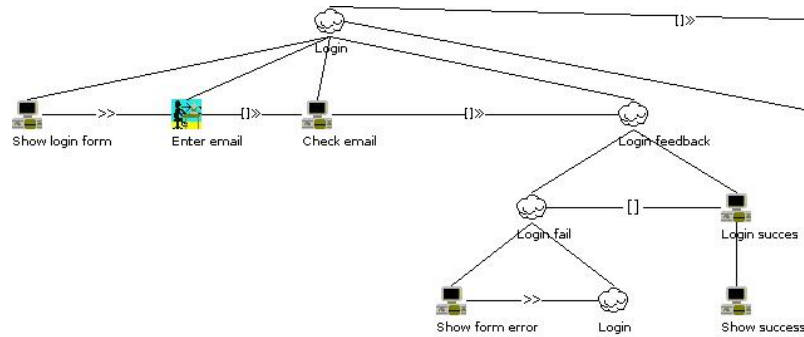 []»
Login
>>
[]»
[]»
Show login form
Enter email
Check email
Login feedback
[]
Login fail
Login succes
>>
Show form error
Login
Show success